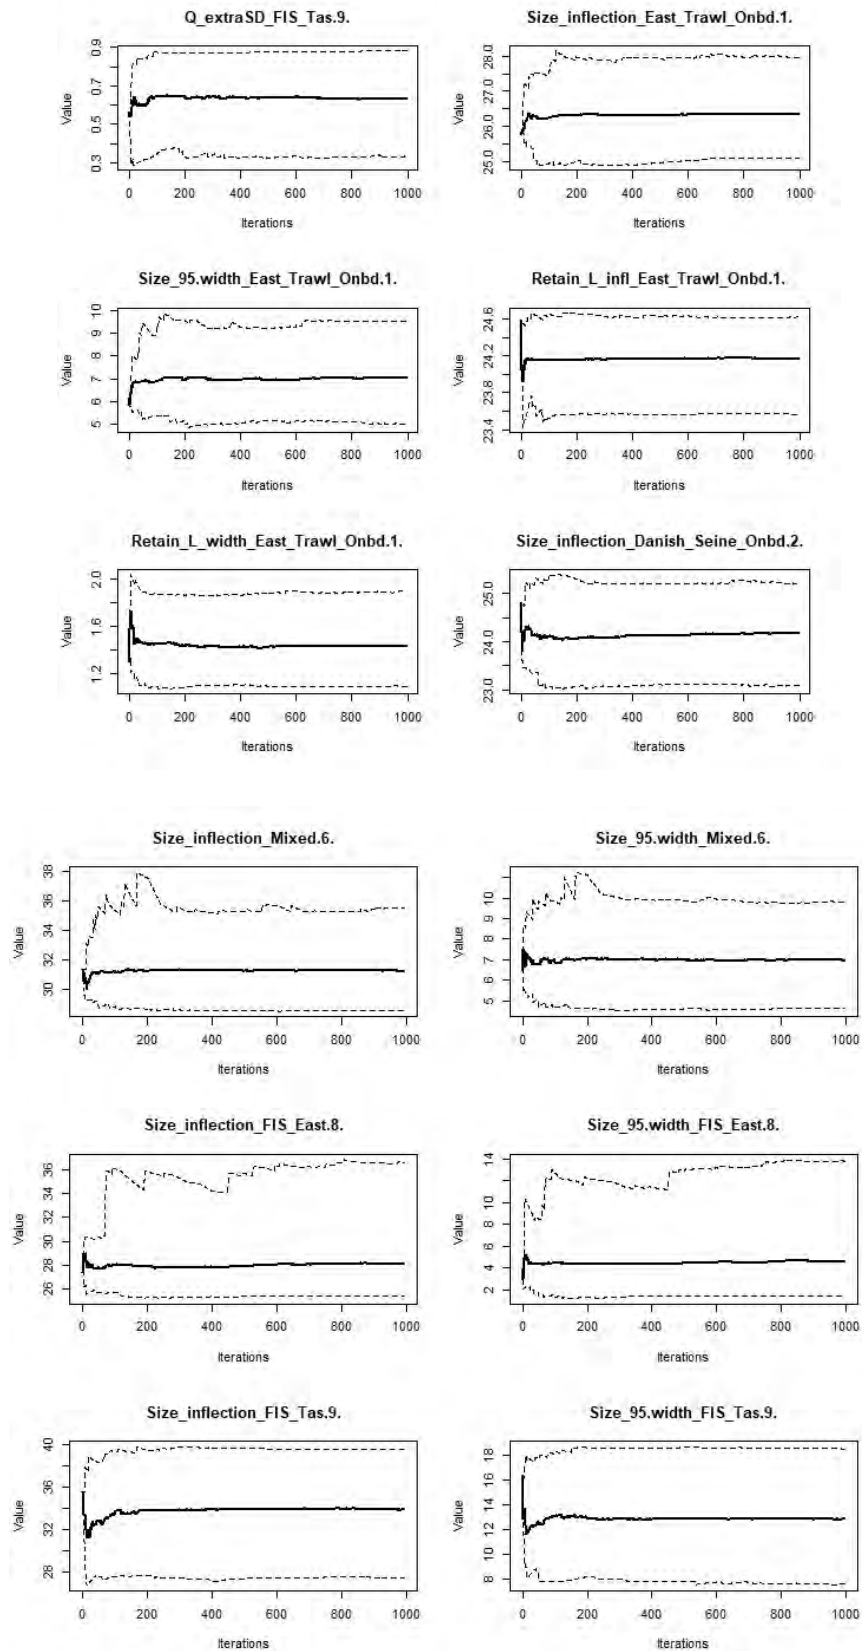 Q_extraSD_FIS_Tas.9. Size_inflection_East_Trawl_Onbd.1.
Value 0.3 0.5 0.7 0.9 Value 25.0 26.0 27.0 28.0
0 200 400 600 800 1000 0 200 400 600 800 1000
Iterations Iterations
Size_95.width_East_Trawl_Onbd.1. Retain_L_infl_East_Trawl_Onbd.1.
Value 5 6 7 8 9 10 Value 23.4 23.8 24.2 24.6
0 200 400 600 800 1000 0 200 400 600 800 1000
Iterations Iterations
Retain_L_width_East_Trawl_Onbd.1. Size_inflection_Danish_Seine_Onbd.2.
Value 1.2 1.6 2.0 Value 23.0 24.0 25.0
0 200 400 600 800 1000 0 200 400 600 800 1000
Iterations Iterations
Size_inflection_Mixed.6. Size_95.width_Mixed.6.
Value 30 32 34 36 38 Value 5 6 7 8 9 10
0 200 400 600 800 1000 0 200 400 600 800 1000
Iterations Iterations
Size_inflection_FIS_East.8. Size_95.width_FIS_East.8.
Value 26 28 30 32 34 36 Value 2 4 6 8 10 12 14
0 200 400 600 800 1000 0 200 400 600 800 1000
Iterations Iterations
Size_inflection_FIS_Tas.9. Size_95.width_FIS_Tas.9.
Value 28 32 36 40 Value 8 10 12 14 16 18
0 200 400 600 800 1000 0 200 400 600 800 1000
Iterations Iterations